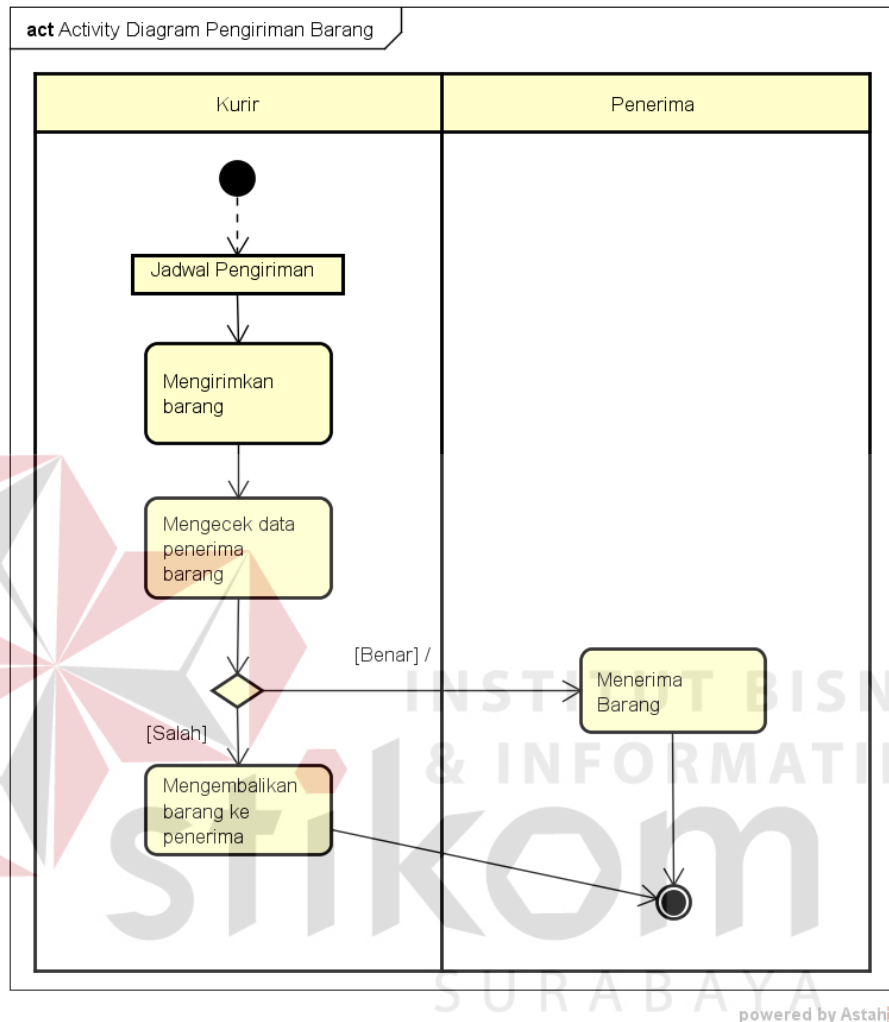 act Activity Diagram Pengiriman Barang
Kurir
Penerima
Jadwal Pengiriman
Mengirimkan
barang
Mengecek data
penerima
barang
[Benar] /
Menerima
Barang
[Salah]
Mengembalikan
barang ke
penerima
INSTITUT BISN
& INFORMATI
stikom
SURABAYA
powered by Astah